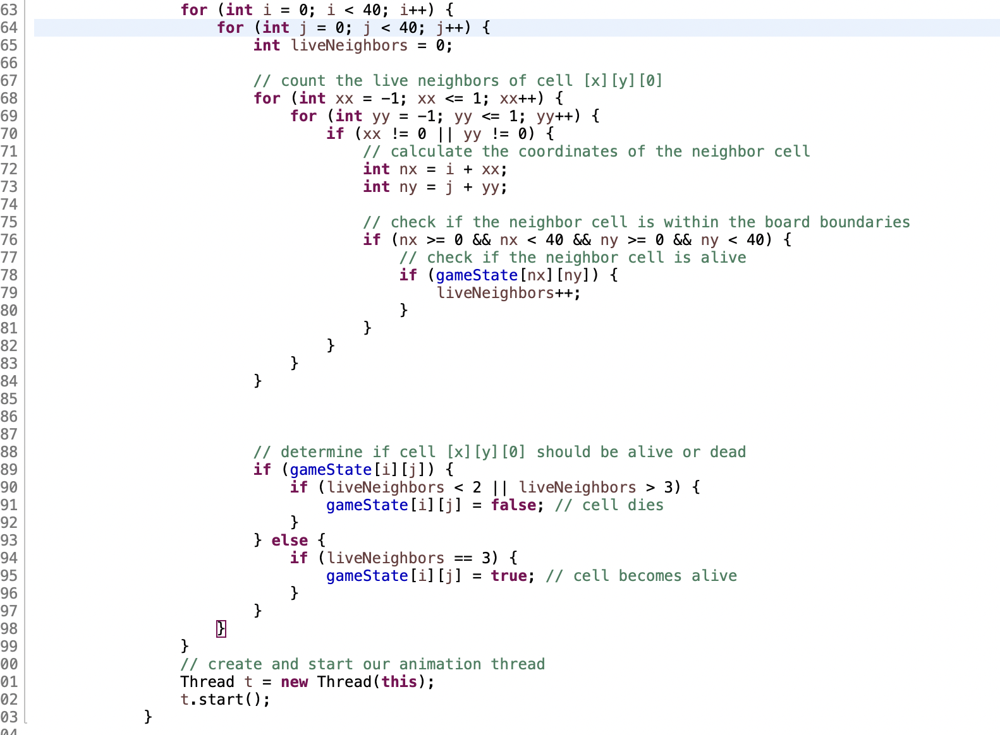 63 for (int i = 0; i < 40; i++) {
64 for (int j = 0; j < 40; j++) {
65 int liveNeighbors = 0;
66
67 // count the live neighbors of cell [x][y][0]
68 for (int xx = -1; xx <= 1; xx++) {
69 for (int yy = -1; yy <= 1; yy++) {
70 if (xx != 0 || yy != 0) {
71 // calculate the coordinates of the neighbor cell
72 int nx = i + xx;
73 int ny = j + yy;
74
75 // check if the neighbor cell is within the board boundaries
76 if (nx >= 0 && nx < 40 && ny >= 0 && ny < 40) {
77 // check if the neighbor cell is alive
78 if (gameState[nx][ny]) {
79 liveNeighbors++;
80 }
81 }
82 }
83 }
84 }
85
86
87
88 // determine if cell [x][y][0] should be alive or dead
89 if (gameState[i][j]) {
90 if (liveNeighbors < 2 || liveNeighbors > 3) {
91 gameState[i][j] = false; // cell dies
92 }
93 } else {
94 if (liveNeighbors == 3) {
95 gameState[i][j] = true; // cell becomes alive
96 }
97 }
98 }
99 }
00 // create and start our animation thread
01 Thread t = new Thread(this);
02 t.start();
03 }
04